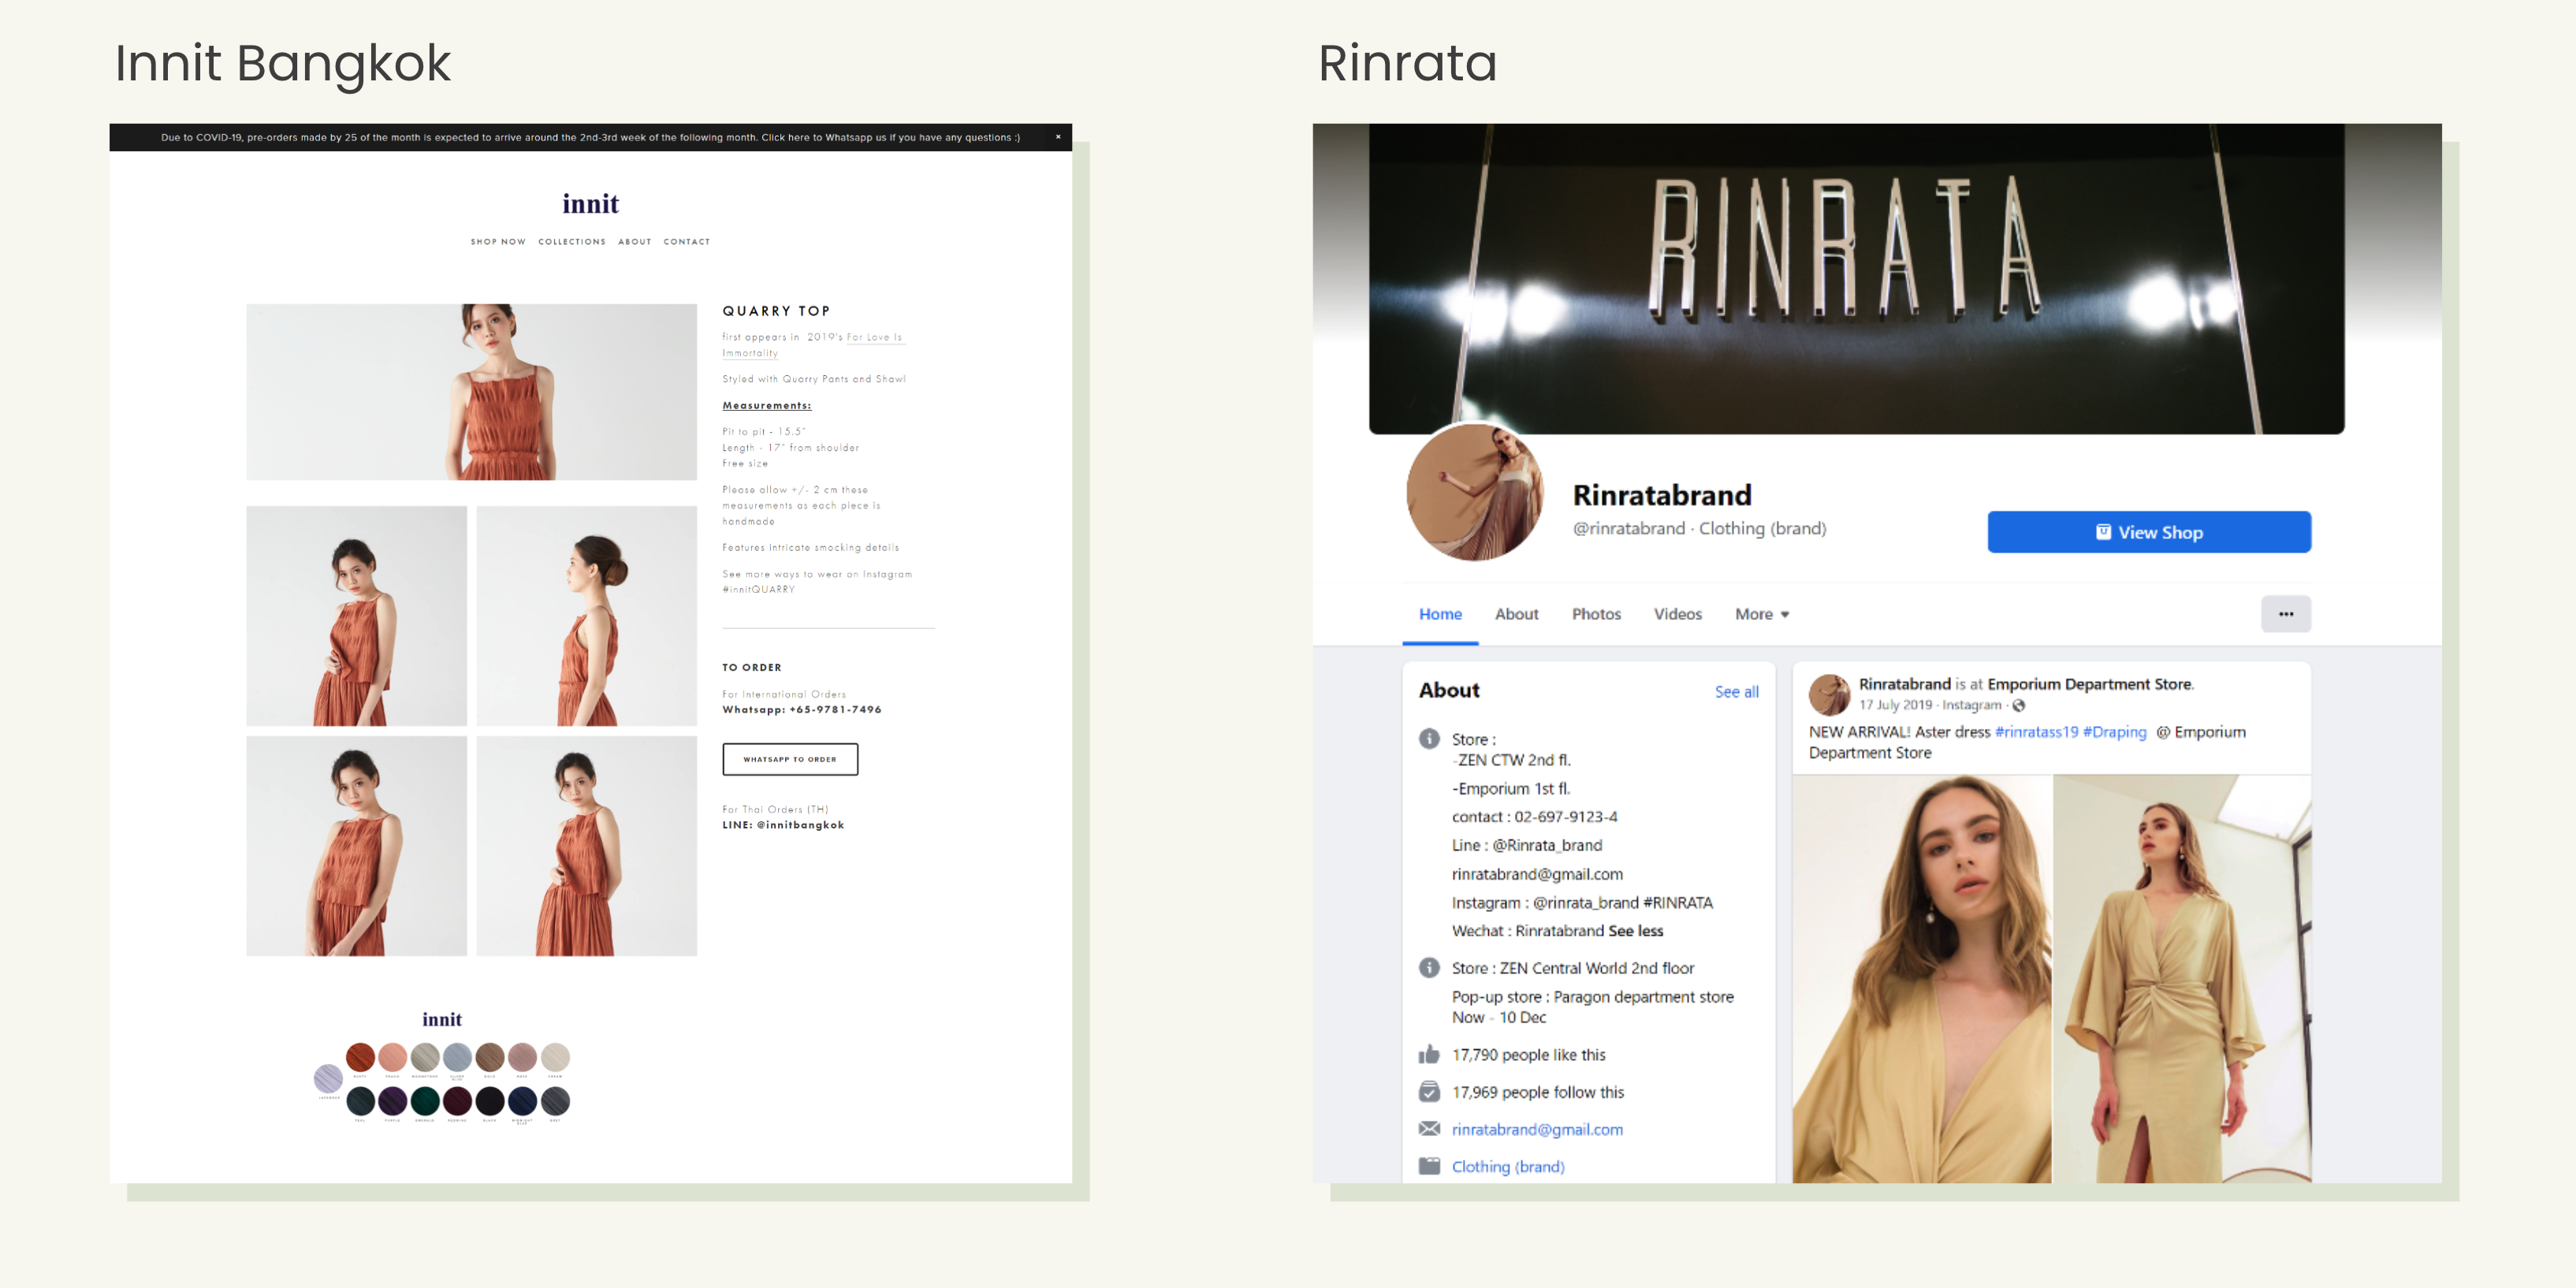 Innit Bangkok
Due to COVID-19, pre-orders made by 25 of the month is expected to arrive around the 2nd-3rd week of the following month. Click here to Whatsapp us if you have any questions :)
×
innit
SHOP NOW COLLECTIONS ABOUT CONTACT
QUARRY TOP
first appears in 2019's For Love Is
Immortality
Styled with Quarry Pants and Shawl
Measurements:
Pit to pit - 15.5"
Length - 17" from shoulder
Free size
Please allow +/- 2 cm these
measurements as each piece is
handmade
Features intricate smocking details
See more ways to wear on Instagram
#innitQUARRY
TO ORDER
For International Orders
Whatsapp: +65-9781-7496
WHATSAPP TO ORDER
For Thai Orders (TH)
LINE: @innitbangkok
innit
Rinrata
RINRATA
Rinratabrand
@rinratabrand · Clothing (brand)
View Shop
Home About Photos Videos More
About
See all
Store :
-ZEN CTW 2nd fl.
-Emporium 1st fl.
contact : 02-697-9123-4
Line : @Rinrata_brand
rinratabrand@gmail.com
Instagram : @rinrata_brand #RINRATA
Wechat : Rinratabrand See less
Store : ZEN Central World 2nd floor
Pop-up store : Paragon department store
Now - 10 Dec
17,790 people like this
17,969 people follow this
rinratabrand@gmail.com
Clothing (brand)
Rinratabrand is at Emporium Department Store.
17 July 2019 · Instagram ·
NEW ARRIVAL! Aster dress #rinratass19 #Draping @ Emporium
Department Store